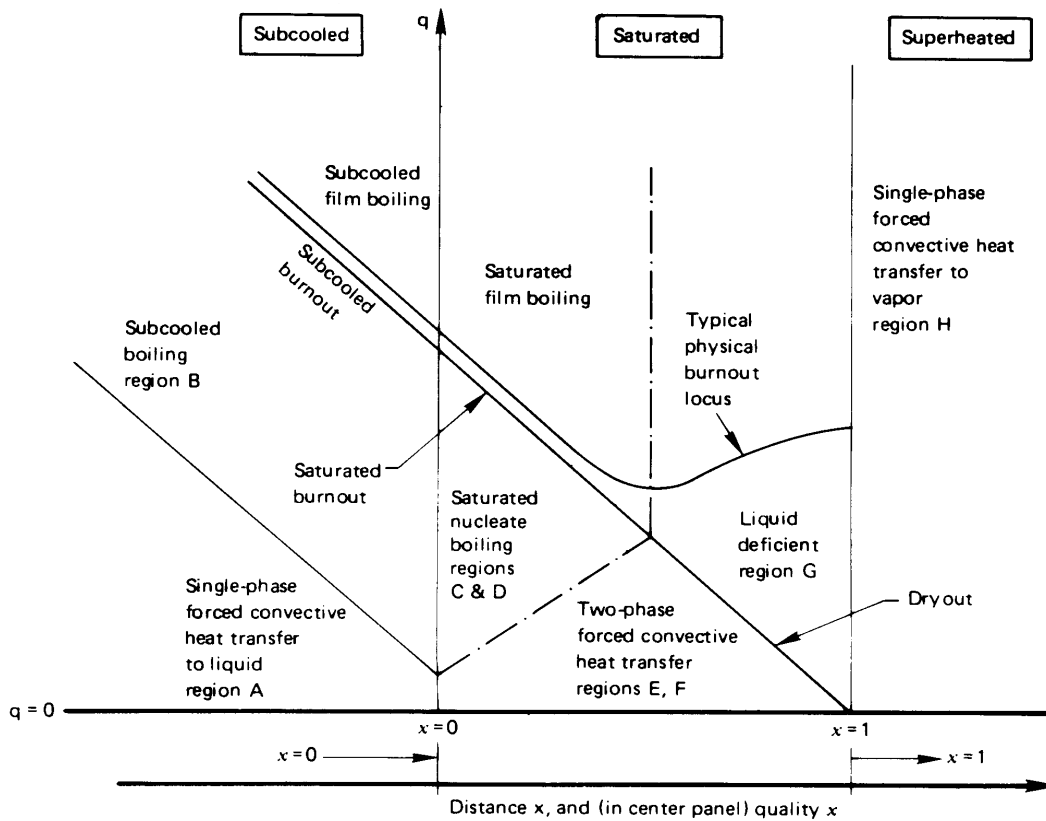 q
Subcooled
Saturated
Superheated
Subcooled
film boiling
Single-phase
forced
convective heat
transfer to
vapor
region H
Subcooled
burnout
Saturated
film boiling
Typical
physical
burnout
locus
Subcooled
boiling
region B
Saturated
burnout
Saturated
nucleate
boiling
regions
C & D
Liquid
deficient
region G
Single-phase
forced convective
heat transfer
to liquid
region A
Two-phase
forced convective
heat transfer
regions E, F
Dryout
q = 0
x = 0
x = 1
x = 0
x = 1
Distance x, and (in center panel) quality x